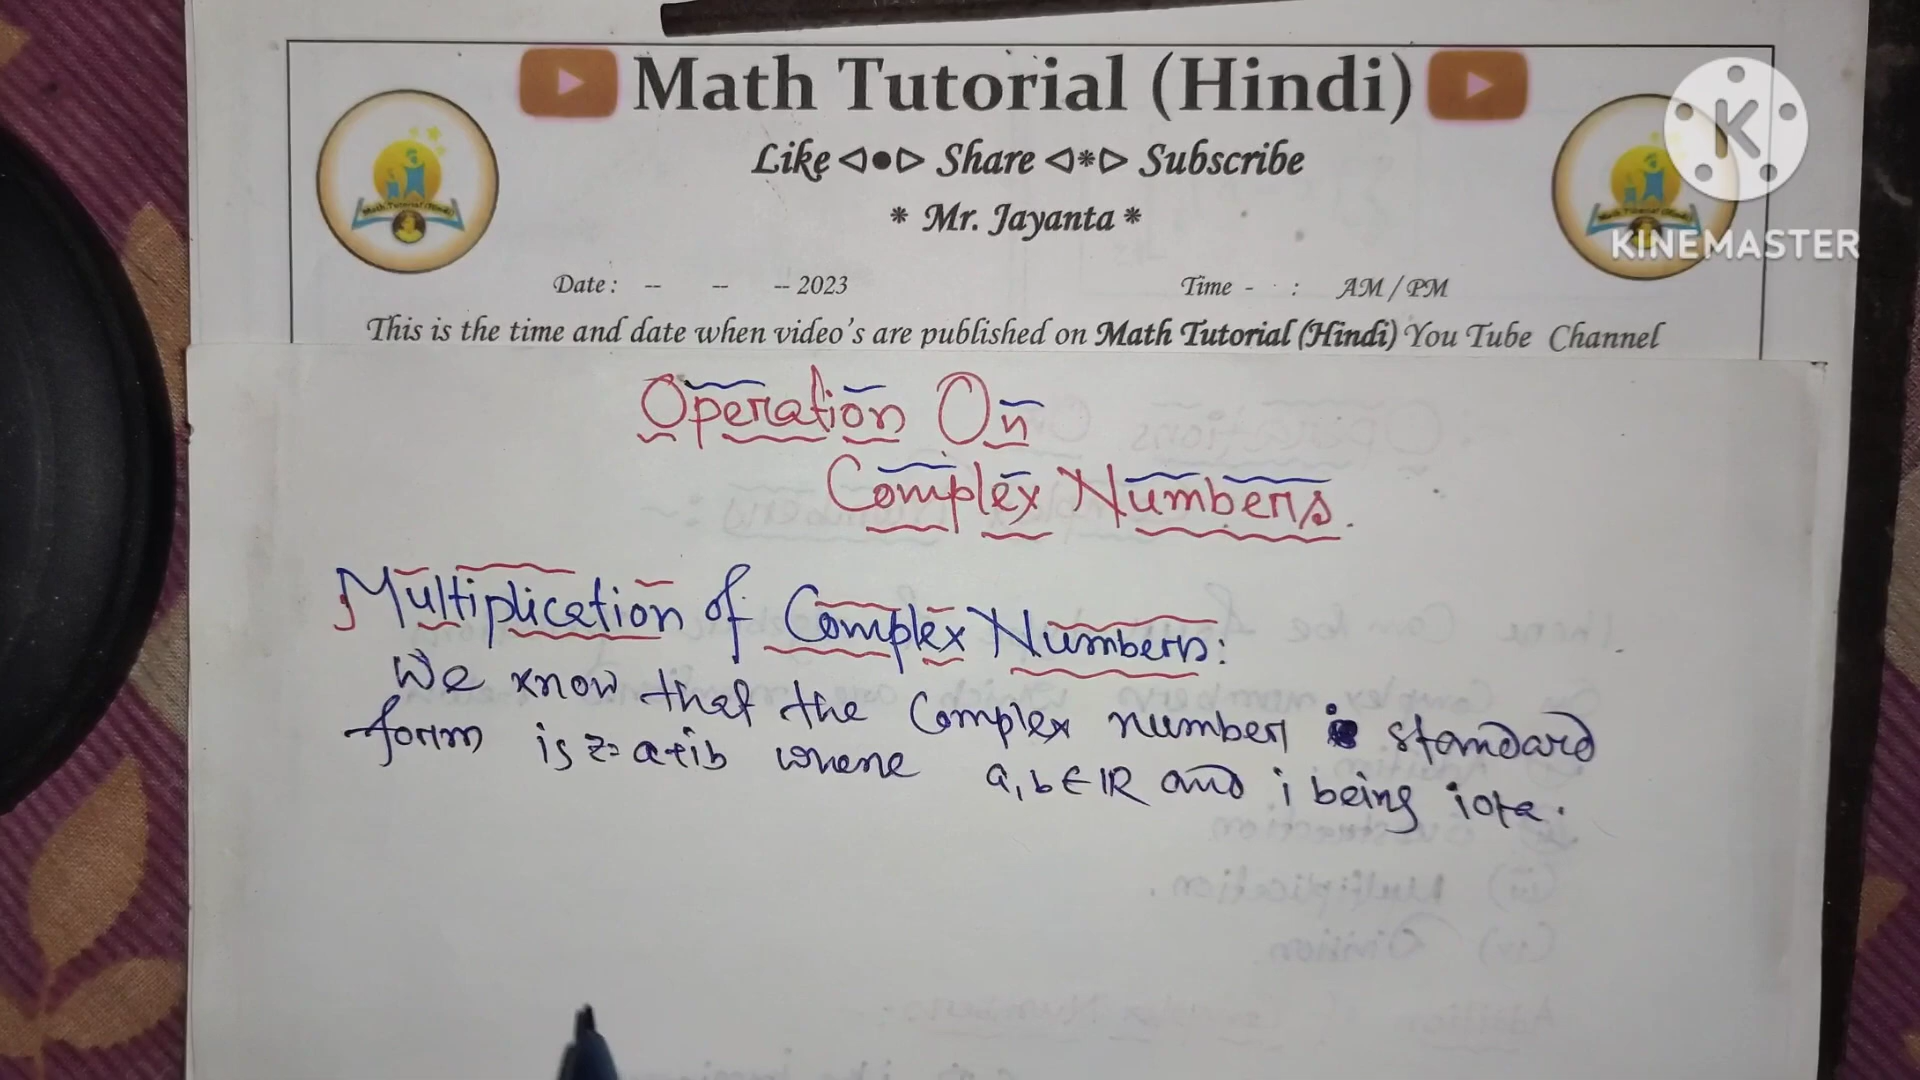 Math Tutorial (Hindi)
Like ◁●▷ Share ◁*▷ Subscribe
* Mr. Jayanta *
Date : -- -- -- 2023 Time - : AM / PM
This is the time and date when video's are published on Math Tutorial (Hindi) You Tube Channel
KINEMASTER
Operation On
Complex Numbers.
Multiplication of Complex Numbers:
We know that the Complex number standard
form is z = a+ib where a, b ∈ IR and i being iota.